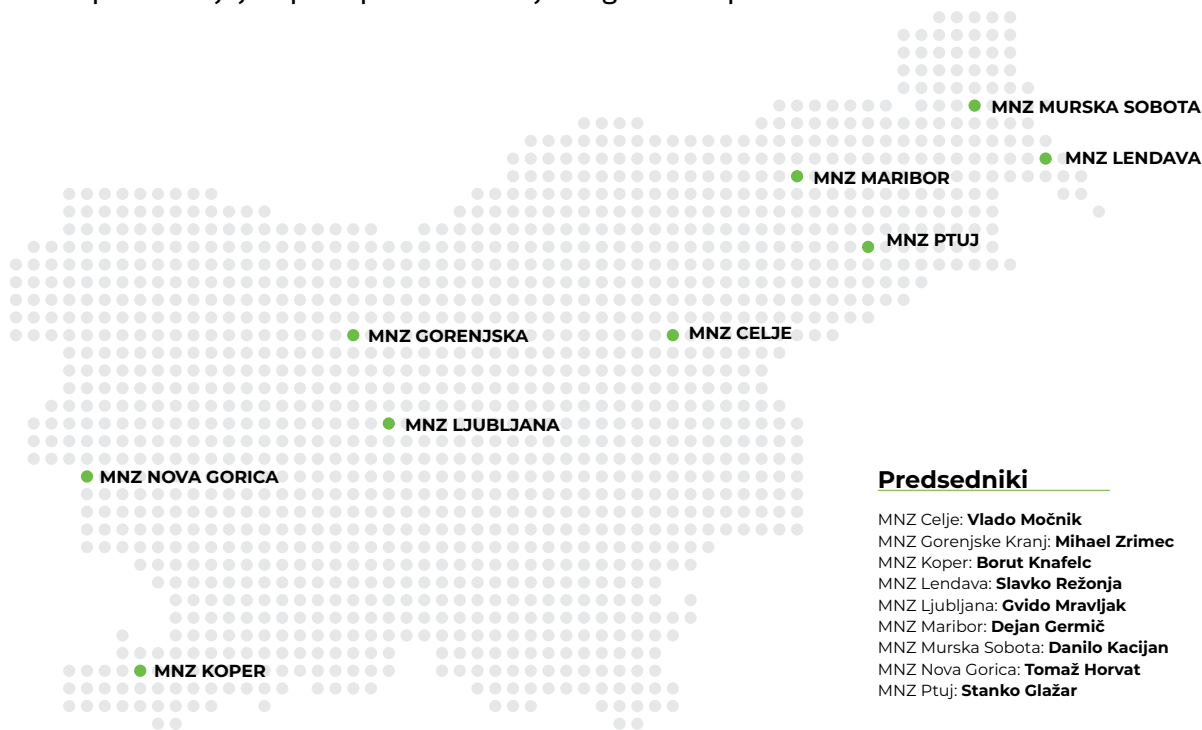 MNZ MURSKA SOBOTA
MNZ LENDAVA
MNZ MARIBOR
MNZ PTUJ
MNZ GORENJSKA
MNZ CELJE
MNZ LJUBLJANA
MNZ NOVA GORICA
MNZ KOPER
Predsedniki
MNZ Celje: Vlado Močnik
MNZ Gorenjske Kranj: Mihael Zrimec
MNZ Koper: Borut Knafelc
MNZ Lendava: Slavko Režonja
MNZ Ljubljana: Gvido Mravljak
MNZ Maribor: Dejan Germič
MNZ Murska Sobota: Danilo Kacijan
MNZ Nova Gorica: Tomaž Horvat
MNZ Ptuj: Stanko Glažar